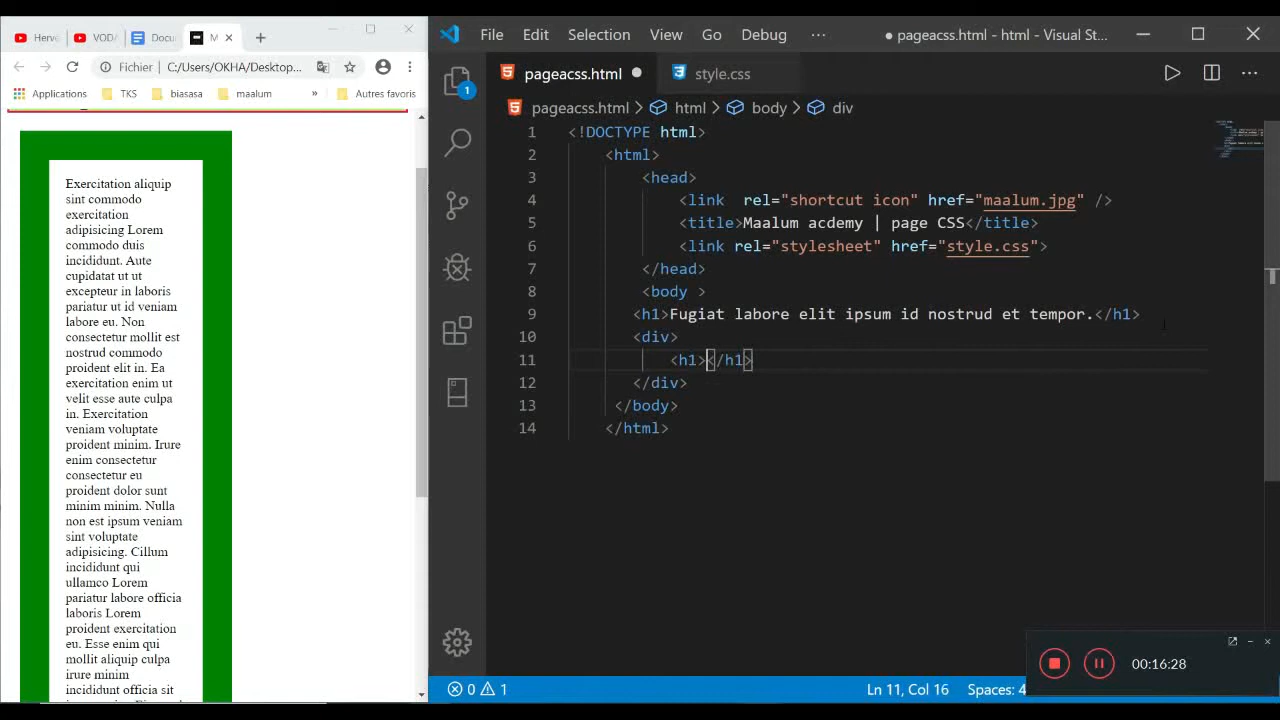 Herve
VOD
Docu
M
Fichier
C:/Users/OKHA/Desktop...
Applications
TKS
biasasa
maalum
»
Autres favoris
Exercitation aliquip
sint commodo
exercitation
adipisicing Lorem
commodo duis
incididunt. Aute
cupidatat ut ut
excepteur in laboris
pariatur ut id veniam
labore eu. Non
consectetur mollit est
nostrud commodo
proident elit in. Ea
exercitation enim ut
velit esse aute culpa
in. Exercitation
veniam voluptate
proident minim. Irure
enim consectetur
consectetur eu
proident dolor sunt
minim minim. Nulla
non est ipsum veniam
sint voluptate
adipisicing. Cillum
incididunt qui
ullamco Lorem
pariatur labore officia
laboris Lorem
proident exercitation
eu. Esse enim qui
mollit aliquip culpa
irure minim
incididunt officia sit
File Edit Selection View Go Debug ··· ● pageacss.html - html - Visual St...
pageacss.html ● style.css
pageacss.html > html > body > div
1
1 <!DOCTYPE html>
2 <html>
3 <head>
4 <link  rel="shortcut icon" href="maalum.jpg" />
5 <title>Maalum acdemy | page CSS</title>
6 <link rel="stylesheet" href="style.css">
7 </head>
8 <body >
9 <h1>Fugiat labore elit ipsum id nostrud et tempor.</h1>
10 <div>
11 <h1></h1>
12 </div>
13 </body>
14 </html>
0 1 Ln 11, Col 16 Spaces: 4
00:16:28